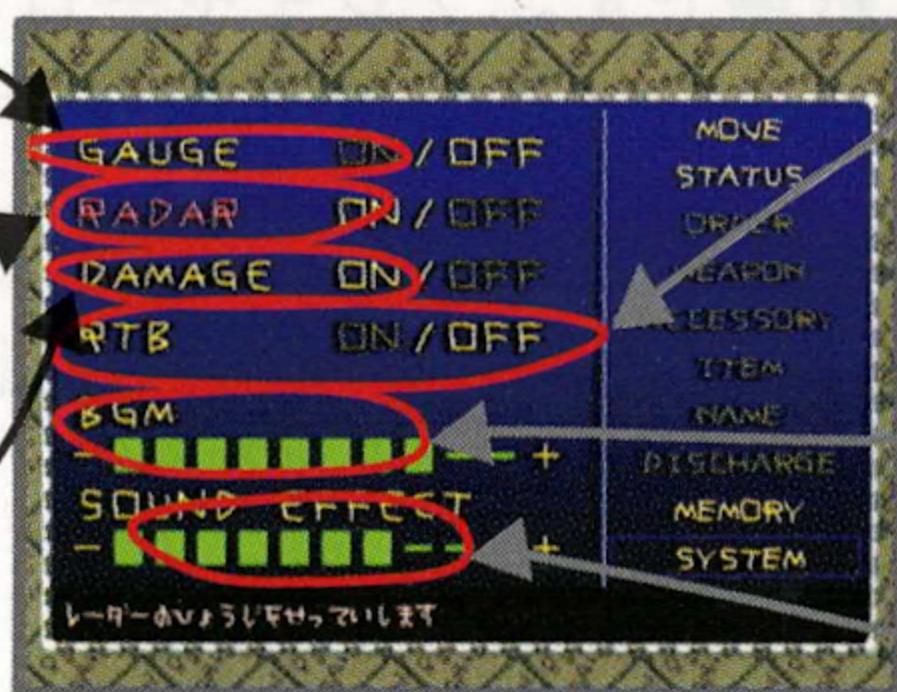 GAUGE ON / OFF
RADAR ON / OFF
DAMAGE ON / OFF
RTB ON / OFF
BGM
- +
SOUND EFFECT
- +
レーダーのひょうじをせっていします
MOVE
STATUS
ORDER
WEAPON
ACCESSORY
ITEM
NAME
DISCHARGE
MEMORY
SYSTEM